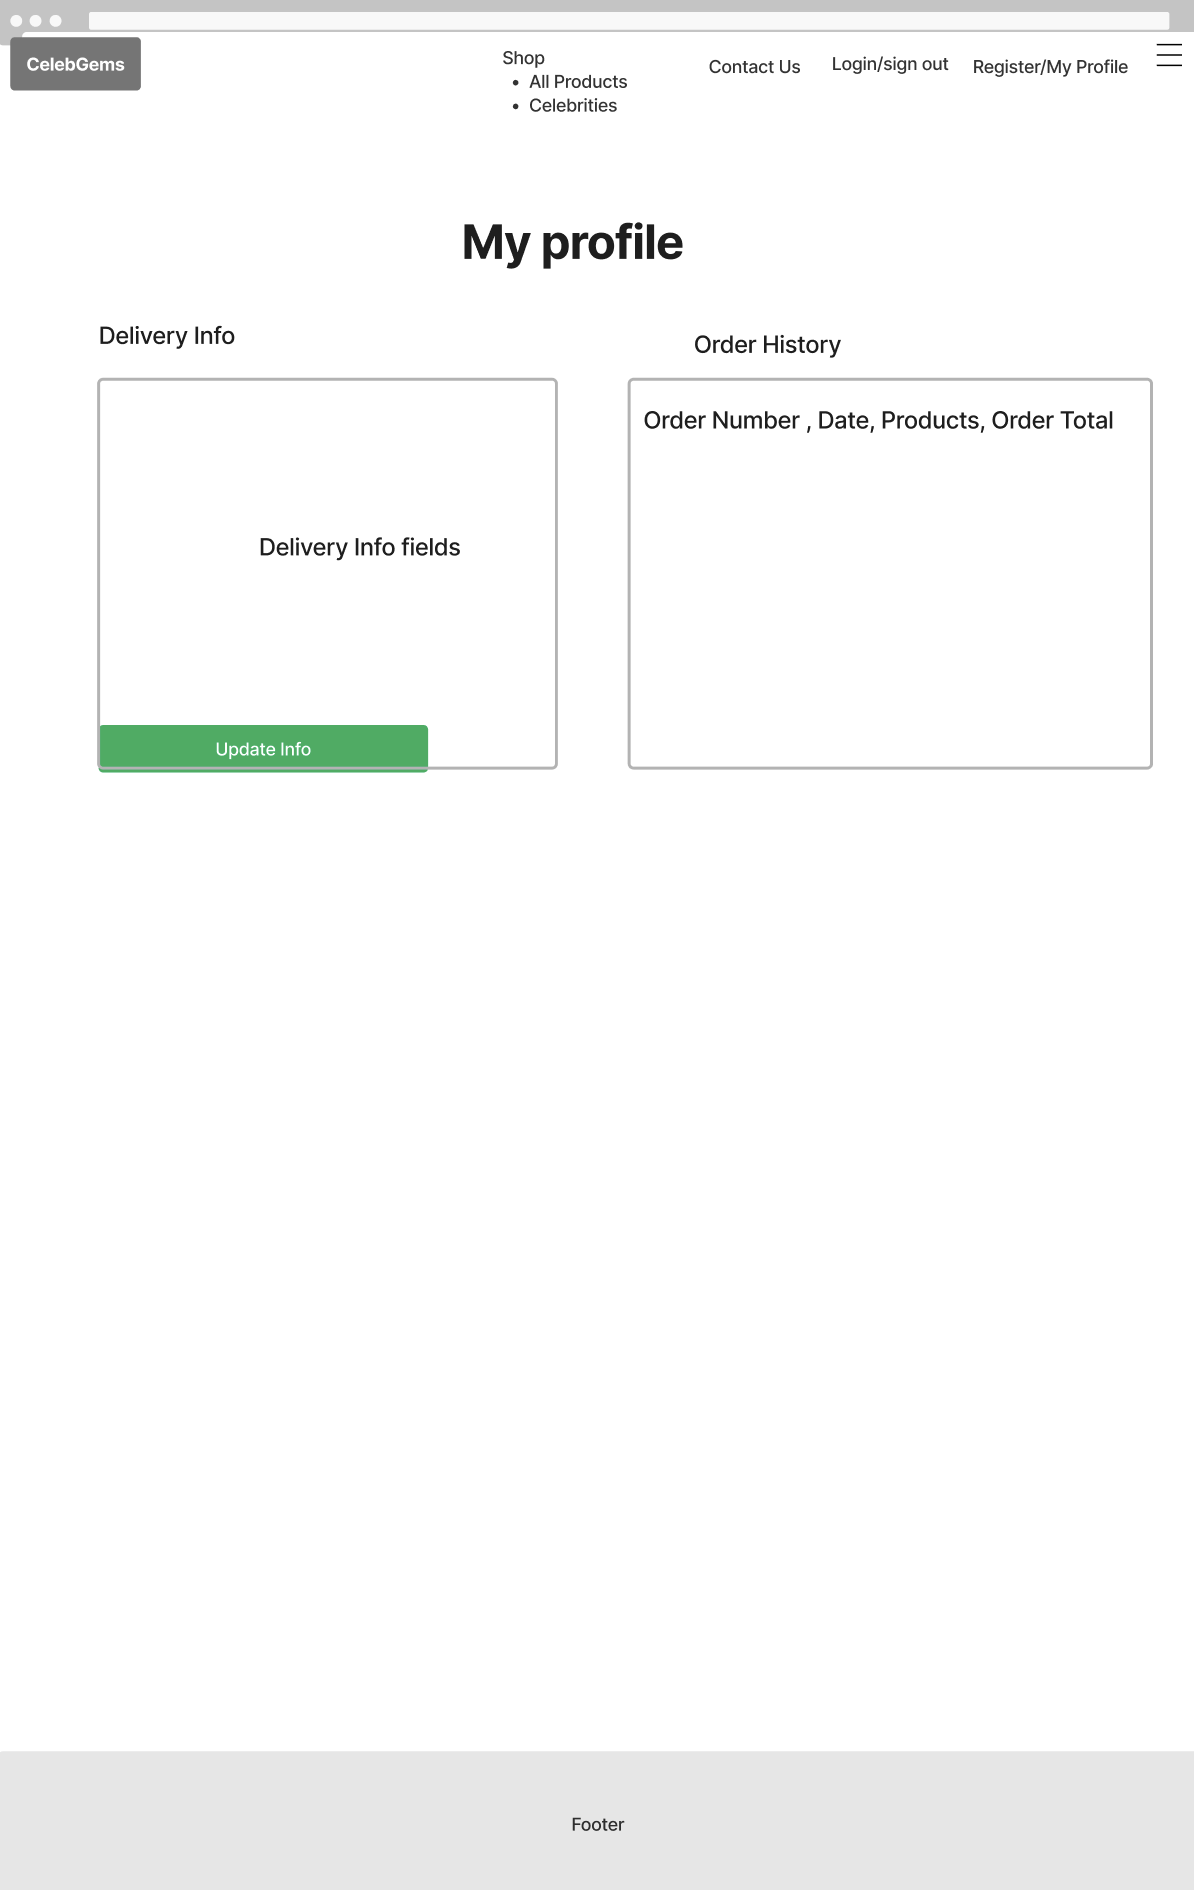 CelebGems
Shop
• All Products
• Celebrities
Contact Us
Login/sign out
Register/My Profile
My profile
Delivery Info
Order History
Order Number , Date, Products, Order Total
Delivery Info fields
Update Info
Footer